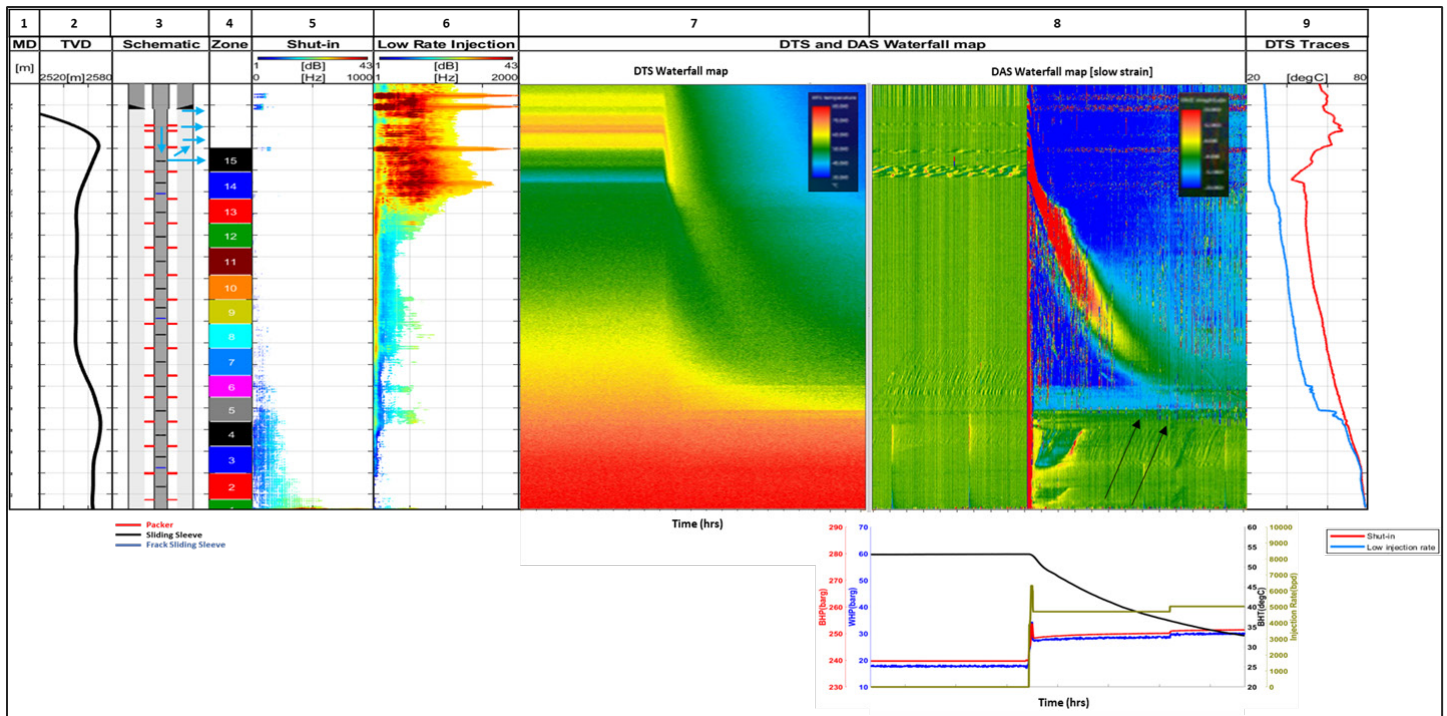 1 2 3 4 5 6 7 8 9
MD TVD Schematic Zone Shut-in Low Rate Injection DTS and DAS Waterfall map DTS Traces
[m]
2520[m]2580
1 [dB] 43
0 [Hz] 1000
1 [dB] 43
1 [Hz] 2000
DTS Waterfall map
DAS Waterfall map [slow strain]
20 [degC] 80
15
14
13
12
11
10
9
8
7
6
5
4
3
2
Packer
Sliding Sleeve
Frack Sliding Sleeve
Time (hrs)
Shut-in
Low injection rate
290 70 60 10000
280 60 55 9000
8000
270 50 45 7000
6000
260 40 40 5000
250 30 35 4000
3000
240 20 30 2000
25 1000
230 10 20 0
BHP(barg)
WHP(barg)
BHT(degC)
Injection Rate(bpd)
Time (hrs)